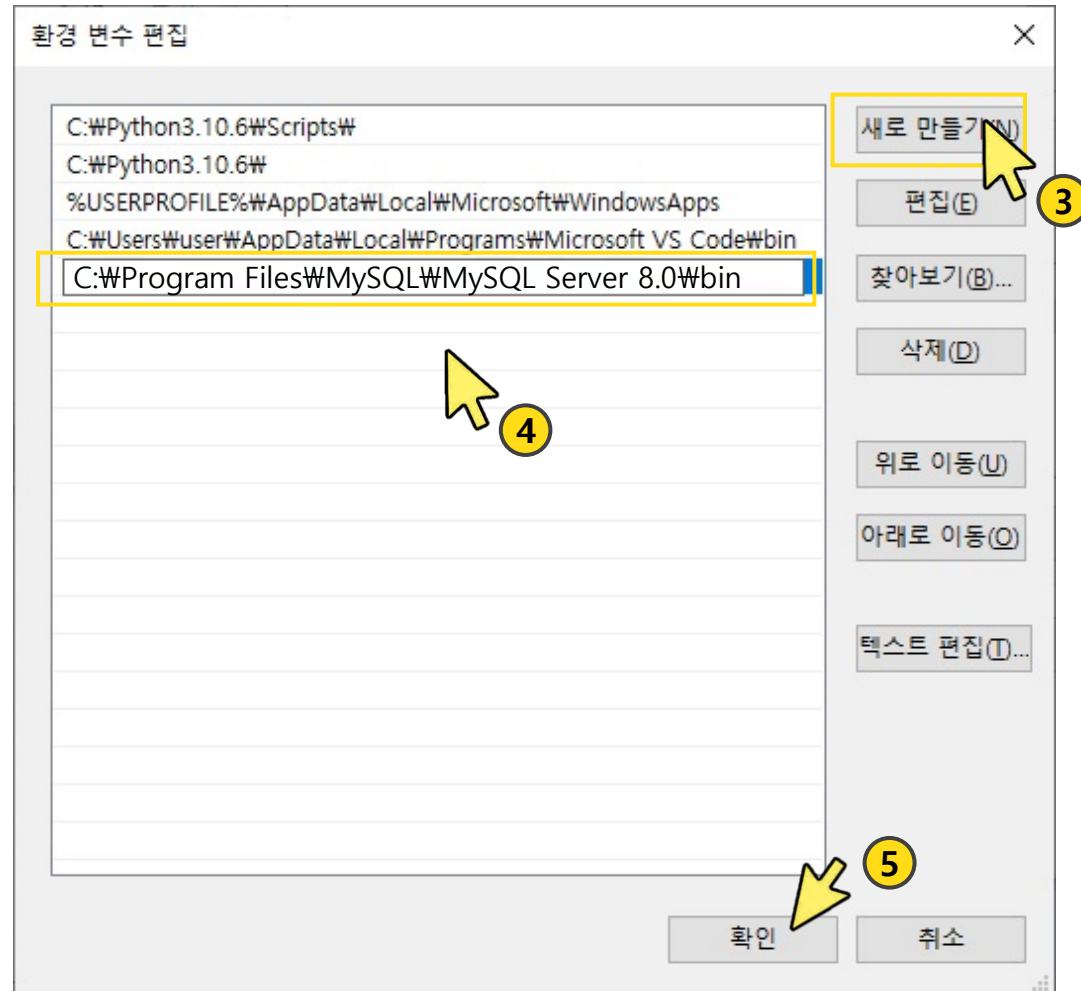 환경 변수 편집
C:₩Python3.10.6₩Scripts₩
C:₩Python3.10.6₩
%USERPROFILE%₩AppData₩Local₩Microsoft₩WindowsApps
C:₩Users₩user₩AppData₩Local₩Programs₩Microsoft VS Code₩bin
C:₩Program Files₩MySQL₩MySQL Server 8.0₩bin
새로 만들기(N)
3
편집(E)
찾아보기(B)...
삭제(D)
4
위로 이동(U)
아래로 이동(O)
텍스트 편집(T)...
5
확인
취소